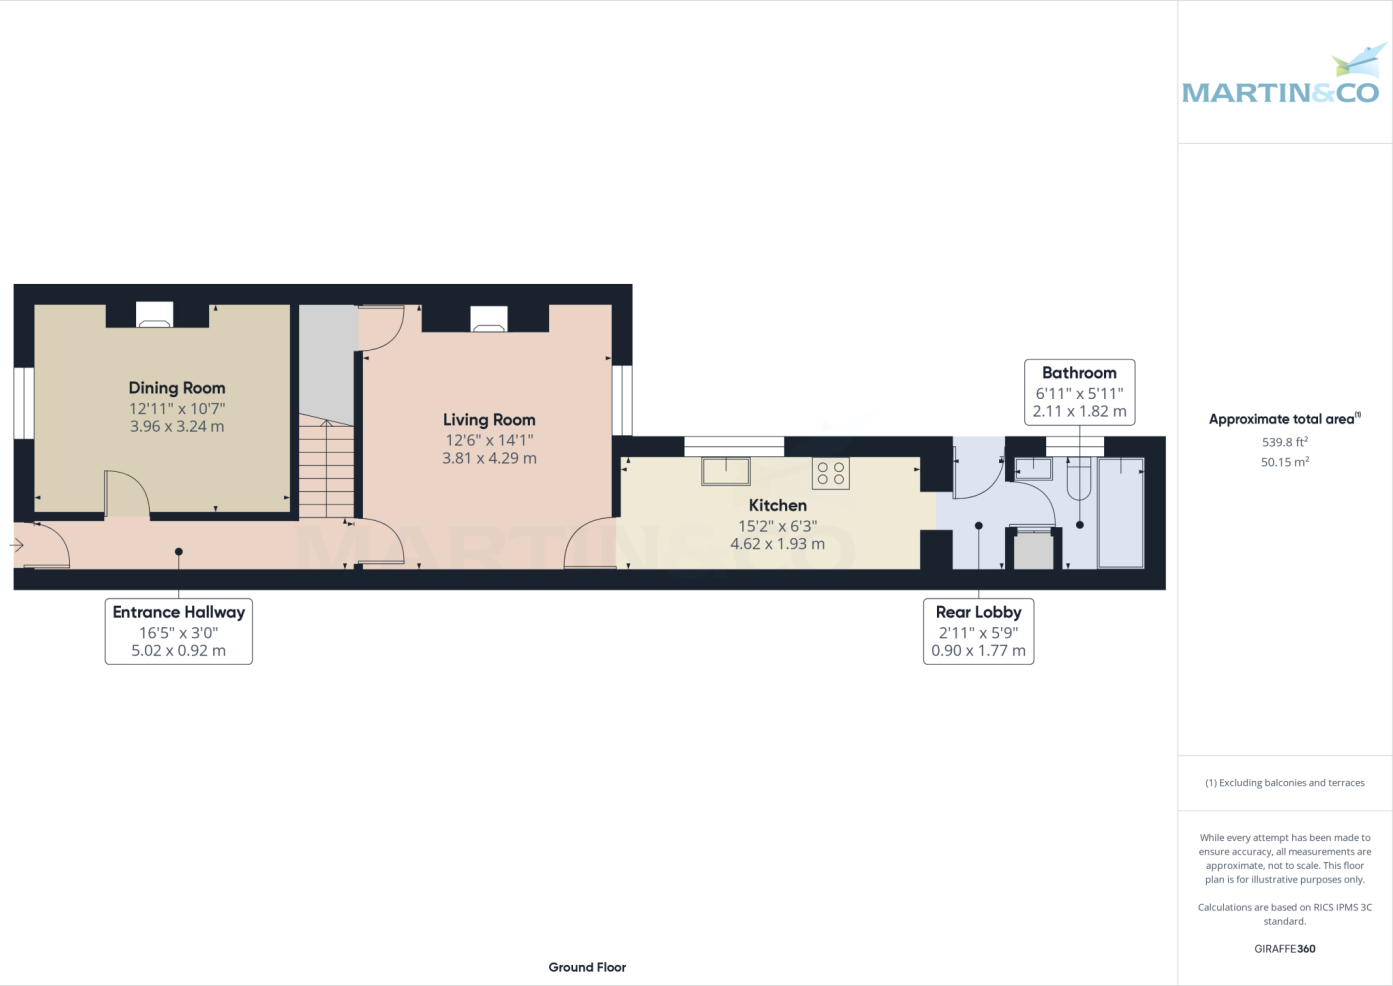 MARTIN&CO
Dining Room
12'11" x 10'7"
3.96 x 3.24 m
Living Room
12'6" x 14'1"
3.81 x 4.29 m
Kitchen
15'2" x 6'3"
4.62 x 1.93 m
Bathroom
6'11" x 5'11"
2.11 x 1.82 m
Entrance Hallway
16'5" x 3'0"
5.02 x 0.92 m
Rear Lobby
2'11" x 5'9"
0.90 x 1.77 m
MARTIN&CO
Ground Floor
Approximate total area(1)
539.8 ft²
50.15 m²
(1) Excluding balconies and terraces
While every attempt has been made to
ensure accuracy, all measurements are
approximate, not to scale. This floor
plan is for illustrative purposes only.
Calculations are based on RICS IPMS 3C
standard.
GIRAFFE360